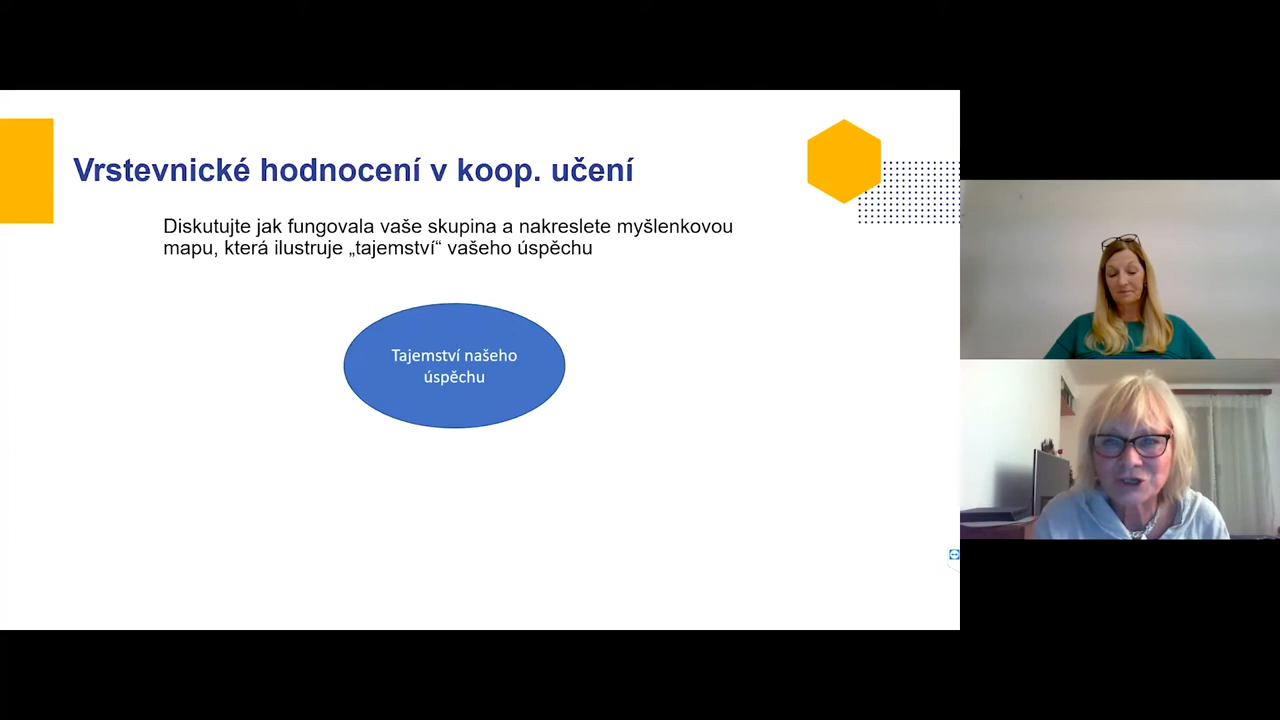 Vrstevnické hodnocení v koop. učení
Diskutujte jak fungovala vaše skupina a nakreslete myšlenkovou
mapu, která ilustruje „tajemství“ vašeho úspěchu
Tajemství našeho
úspěchu